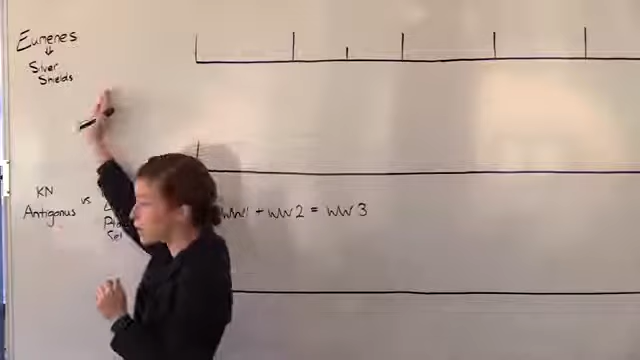 Eumenes
↓
Silver
Shields
KN
Antigonus vs
WW1 + WW2 = WW3